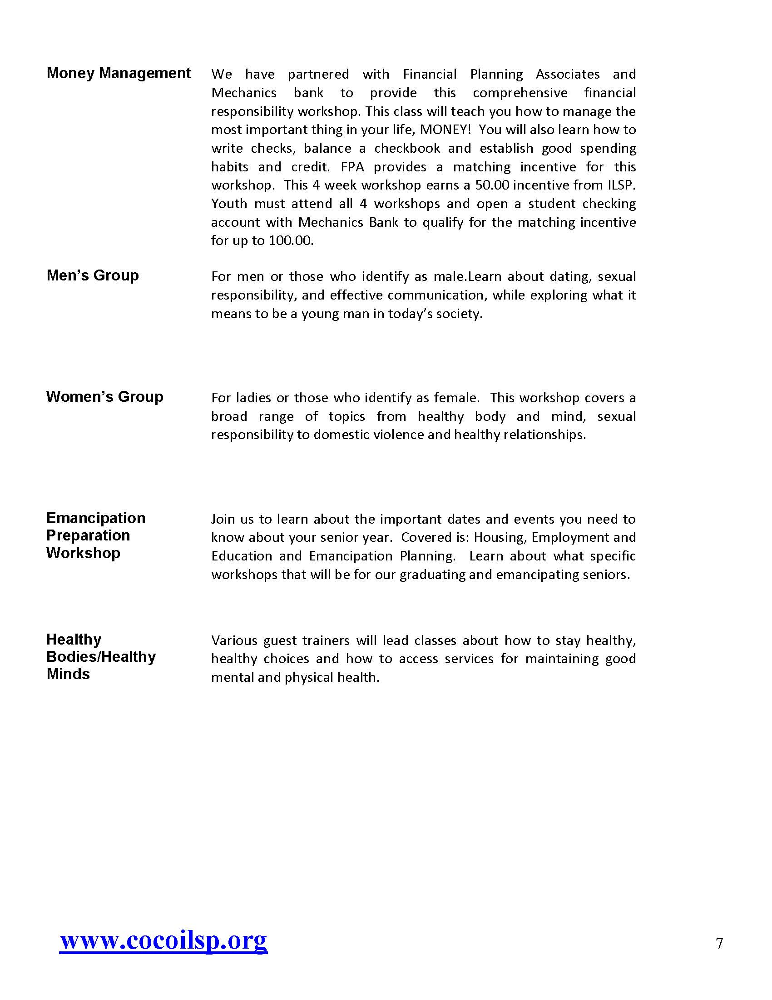 Money Management
We have partnered with Financial Planning Associates and
Mechanics bank to provide this comprehensive financial
responsibility workshop. This class will teach you how to manage the
most important thing in your life, MONEY!  You will also learn how to
write checks, balance a checkbook and establish good spending
habits and credit. FPA provides a matching incentive for this
workshop.  This 4 week workshop earns a 50.00 incentive from ILSP.
Youth must attend all 4 workshops and open a student checking
account with Mechanics Bank to qualify for the matching incentive
for up to 100.00.
Men’s Group
For men or those who identify as male.Learn about dating, sexual
responsibility, and effective communication, while exploring what it
means to be a young man in today’s society.
Women’s Group
For ladies or those who identify as female.  This workshop covers a
broad range of topics from healthy body and mind, sexual
responsibility to domestic violence and healthy relationships.
Emancipation
Preparation
Workshop
Join us to learn about the important dates and events you need to
know about your senior year.  Covered is: Housing, Employment and
Education and Emancipation Planning.  Learn about what specific
workshops that will be for our graduating and emancipating seniors.
Healthy
Bodies/Healthy
Minds
Various guest trainers will lead classes about how to stay healthy,
healthy choices and how to access services for maintaining good
mental and physical health.
www.cocoilsp.org
7